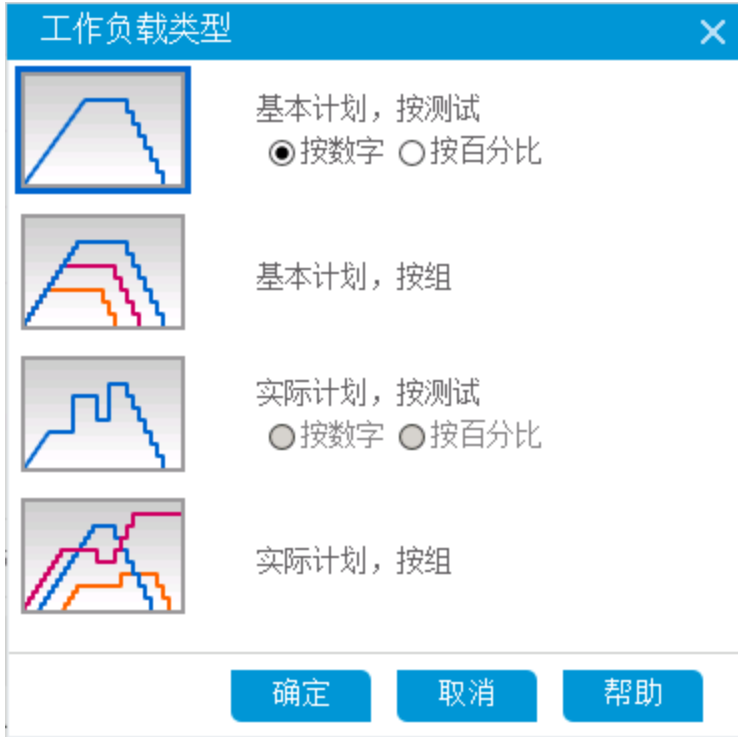 工作负载类型
基本计划，按测试
按数字 按百分比
基本计划，按组
实际计划，按测试
按数字 按百分比
实际计划，按组
确定 取消 帮助